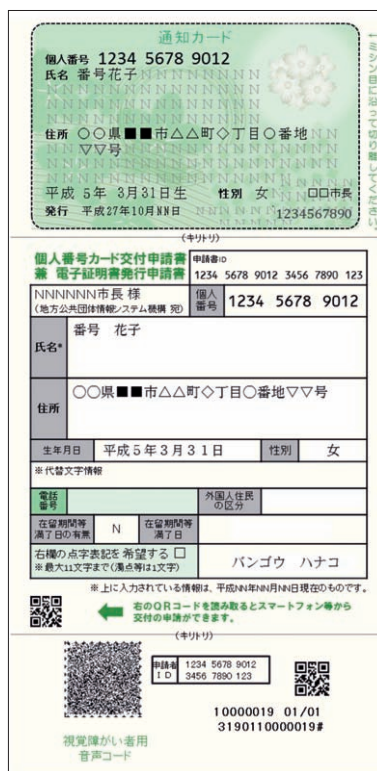 通知カード
個人番号 1234 5678 9012
氏名 番号花子NNNNNNNNN
住所 〇〇県■■市△△町◇丁目〇番地
▽▽号
平成 5年 3月31日生 性別 女 □□市長
発行 平成27年10月NN日
1234567890
←ミシン目に沿って切り離してください
(キリトリ)
個人番号カード交付申請書
兼 電子証明書発行申請書
申請書ID
1234 5678 9012 3456 7890 123
NNNNNN市長 様
(地方公共団体情報システム機構 宛)
個人番号 1234 5678 9012
氏名* 番号 花子
住所 〇〇県■■市△△町◇丁目〇番地▽▽号
生年月日 平成5年3月31日 性別 女
※代替文字情報
電話番号 外国人住民の区分
在留期間等満了日の有無 N 在留期間等満了日
右欄の点字表記を希望する □
※最大11文字まで(濁点等は1文字)
バンゴウ ハナコ
※上に入力されている情報は、平成NN年NN月NN日現在のものです。
← 右のQRコードを読み取るとスマートフォン等から
交付の申請ができます。
(キリトリ)
申請者ID 1234 5678 9012
3456 7890 123
10000019 01/01
3190110000019#
視覚障がい者用
音声コード